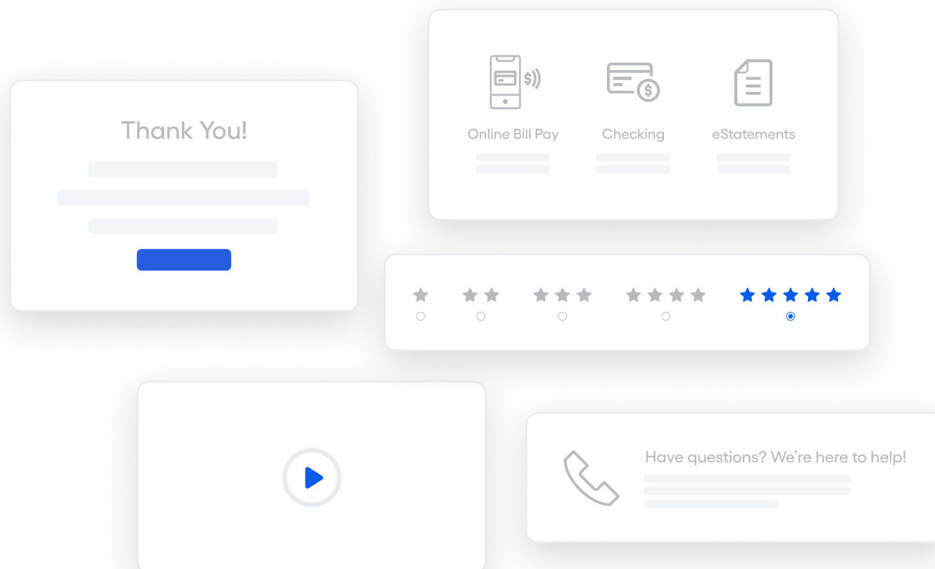 Thank You!
Online Bill Pay
Checking
eStatements
Have questions? We're here to help!